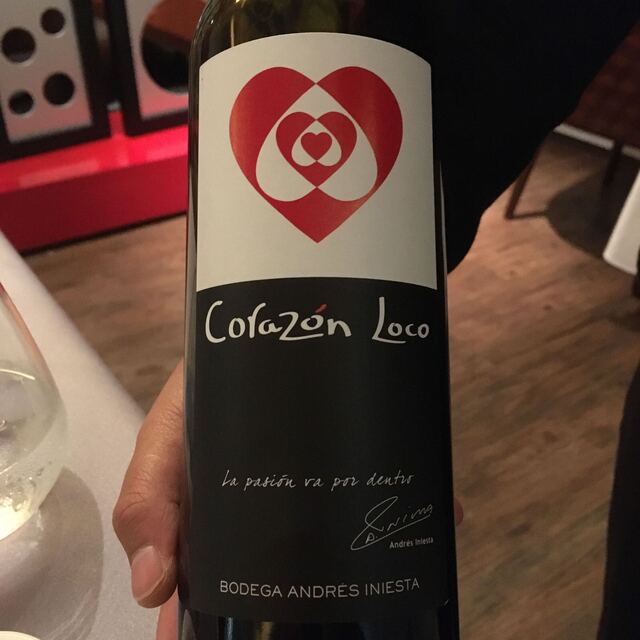 Corazón Loco
La pasión va por dentro
Andrés Iniesta
BODEGA ANDRÉS INIESTA